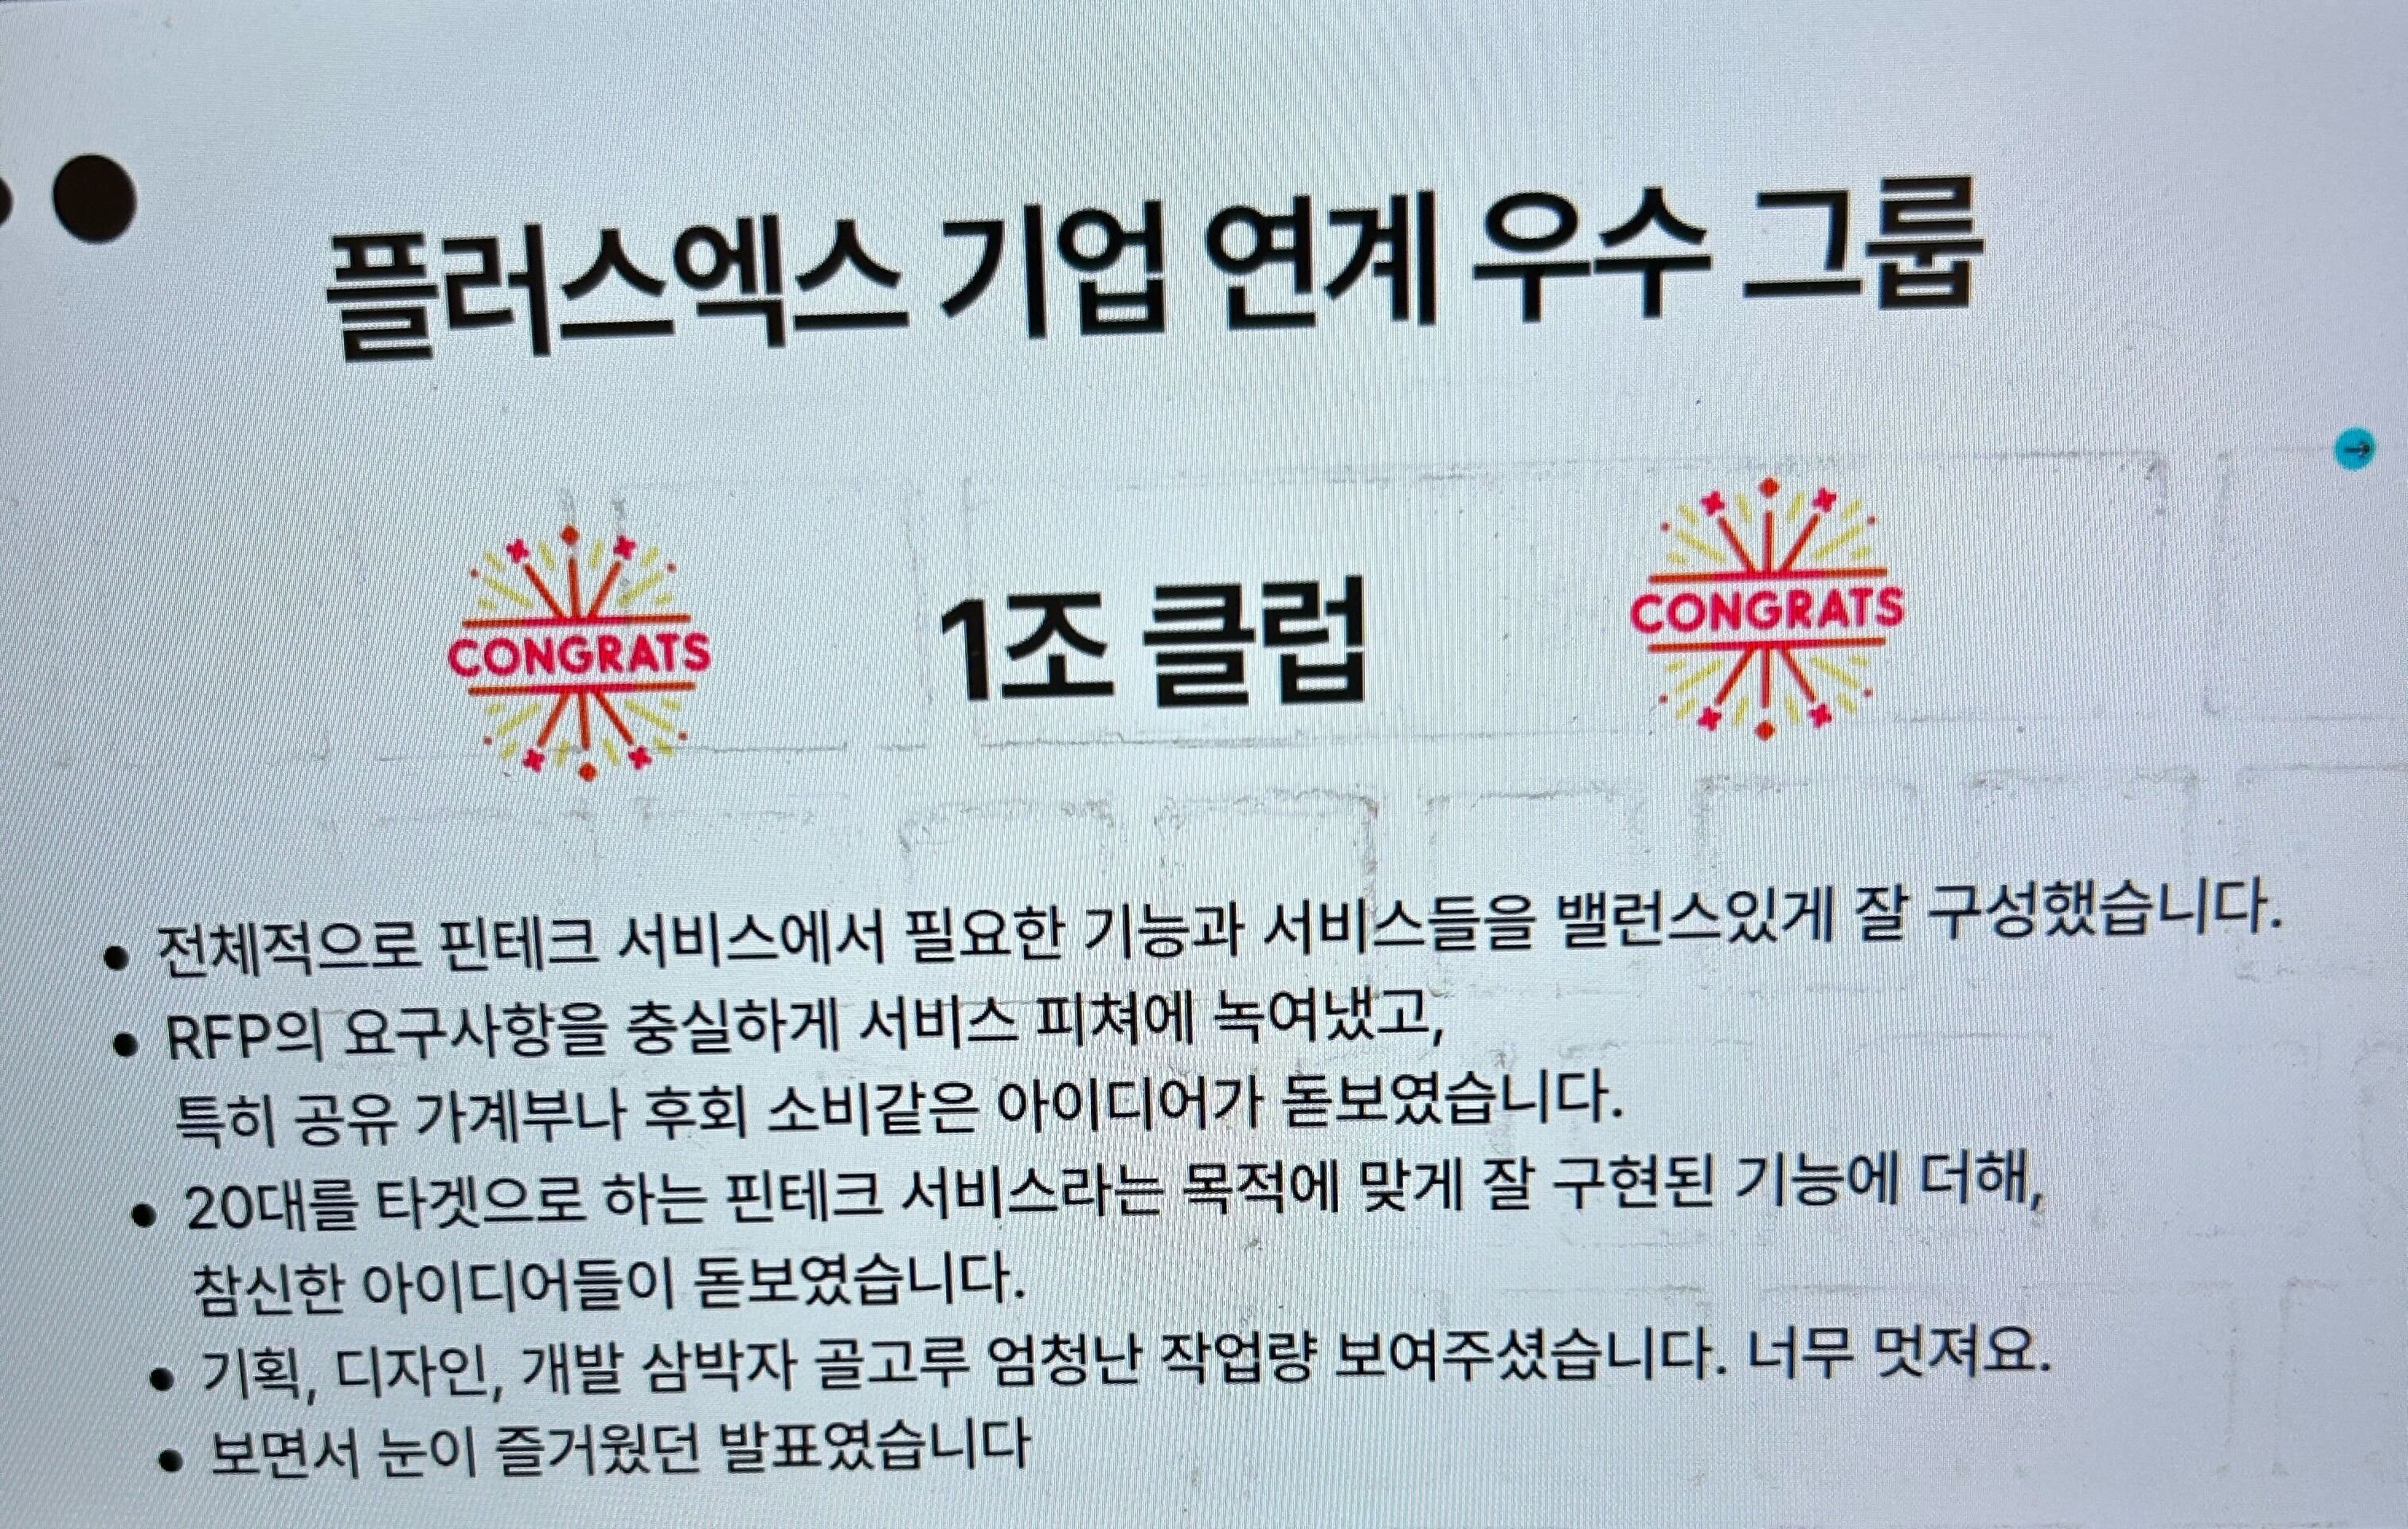 플러스엑스 기업 연계 우수 그룹
CONGRATS
1조 클럽
CONGRATS
• 전체적으로 핀테크 서비스에서 필요한 기능과 서비스들을 밸런스있게 잘 구성했습니다.
• RFP의 요구사항을 충실하게 서비스 피쳐에 녹여냈고,
특히 공유 가계부나 후회 소비같은 아이디어가 돋보였습니다.
• 20대를 타겟으로 하는 핀테크 서비스라는 목적에 맞게 잘 구현된 기능에 더해,
참신한 아이디어들이 돋보였습니다.
• 기획, 디자인, 개발 삼박자 골고루 엄청난 작업량 보여주셨습니다. 너무 멋져요.
• 보면서 눈이 즐거웠던 발표였습니다